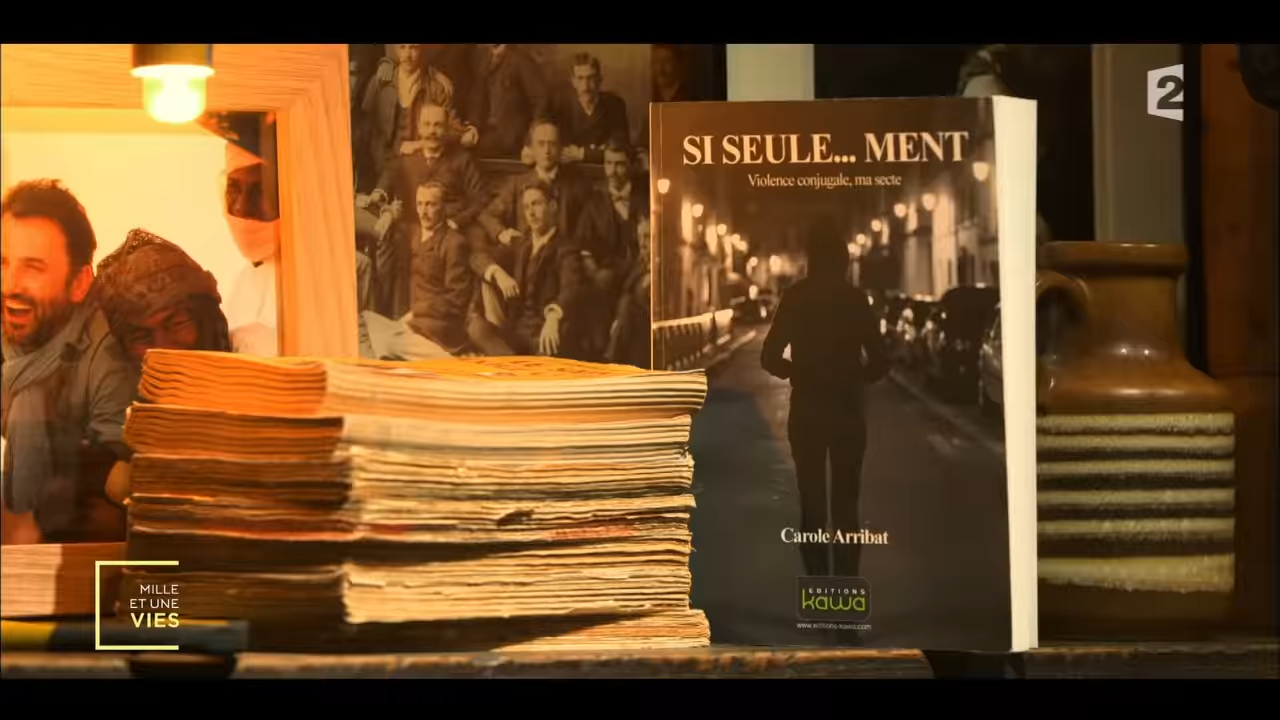 2
SI SEULE... MENT
Violence conjugale, ma secte
Carole Arribat
EDITIONS
kawa
www.editions-kawa.com
MILLE
ET UNE
VIES